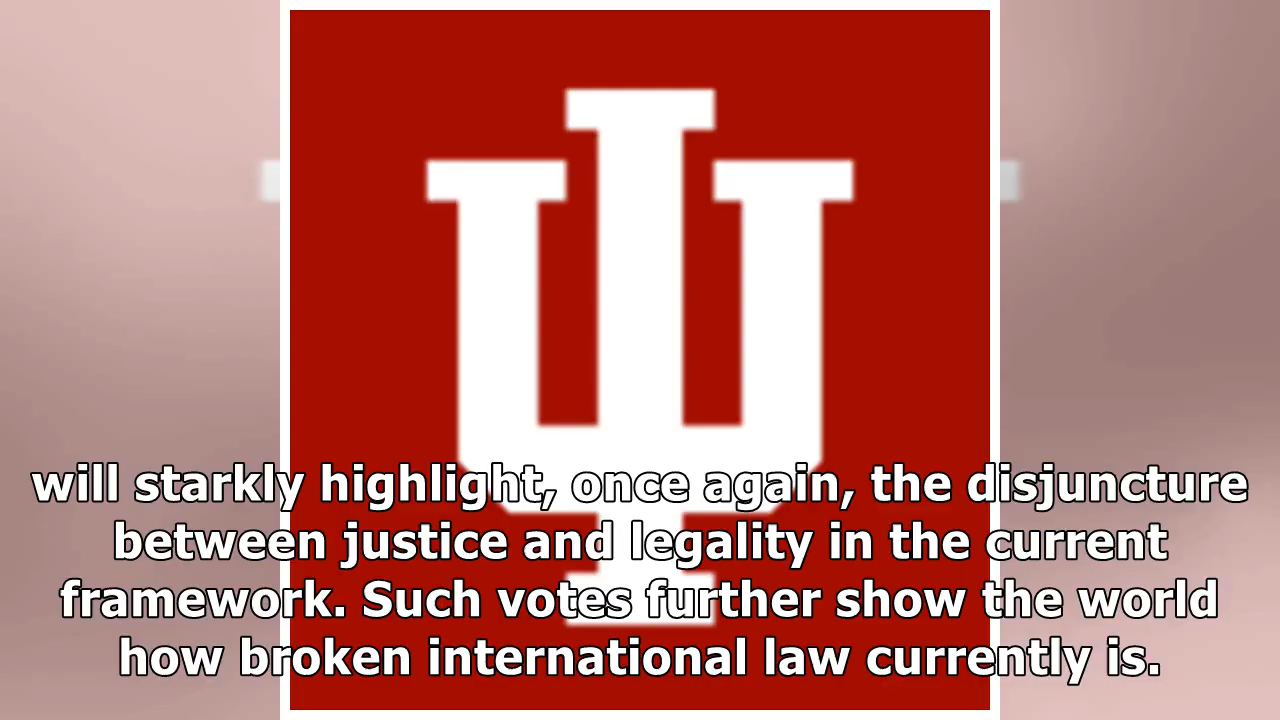 will starkly highlight, once again, the disjuncture
between justice and legality in the current
framework. Such votes further show the world
how broken international law currently is.